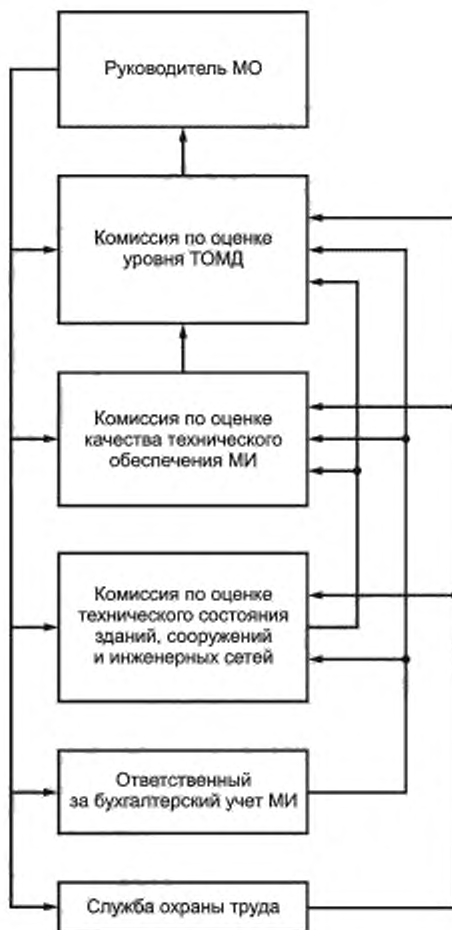 Руководитель МО
Комиссия по оценке
уровня ТОМД
Комиссия по оценке
качества технического
обеспечения МИ
Комиссия по оценке
технического состояния
зданий, сооружений
и инженерных сетей
Ответственный
за бухгалтерский учет МИ
Служба охраны труда